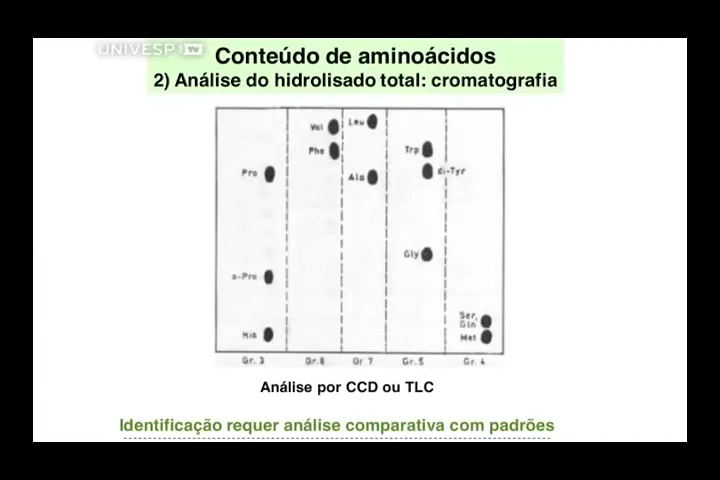 UNIVESP TV
Conteúdo de aminoácidos
2) Análise do hidrolisado total: cromatografia
Val
Leu
Phe
Trp
Pro
Ala
di-Tyr
Gly
o-Pro
Ser,
Gln
His
Met
Gr. 3
Gr. 8
Gr 7
Gr. 5
Gr. 4
Análise por CCD ou TLC
Identificação requer análise comparativa com padrões